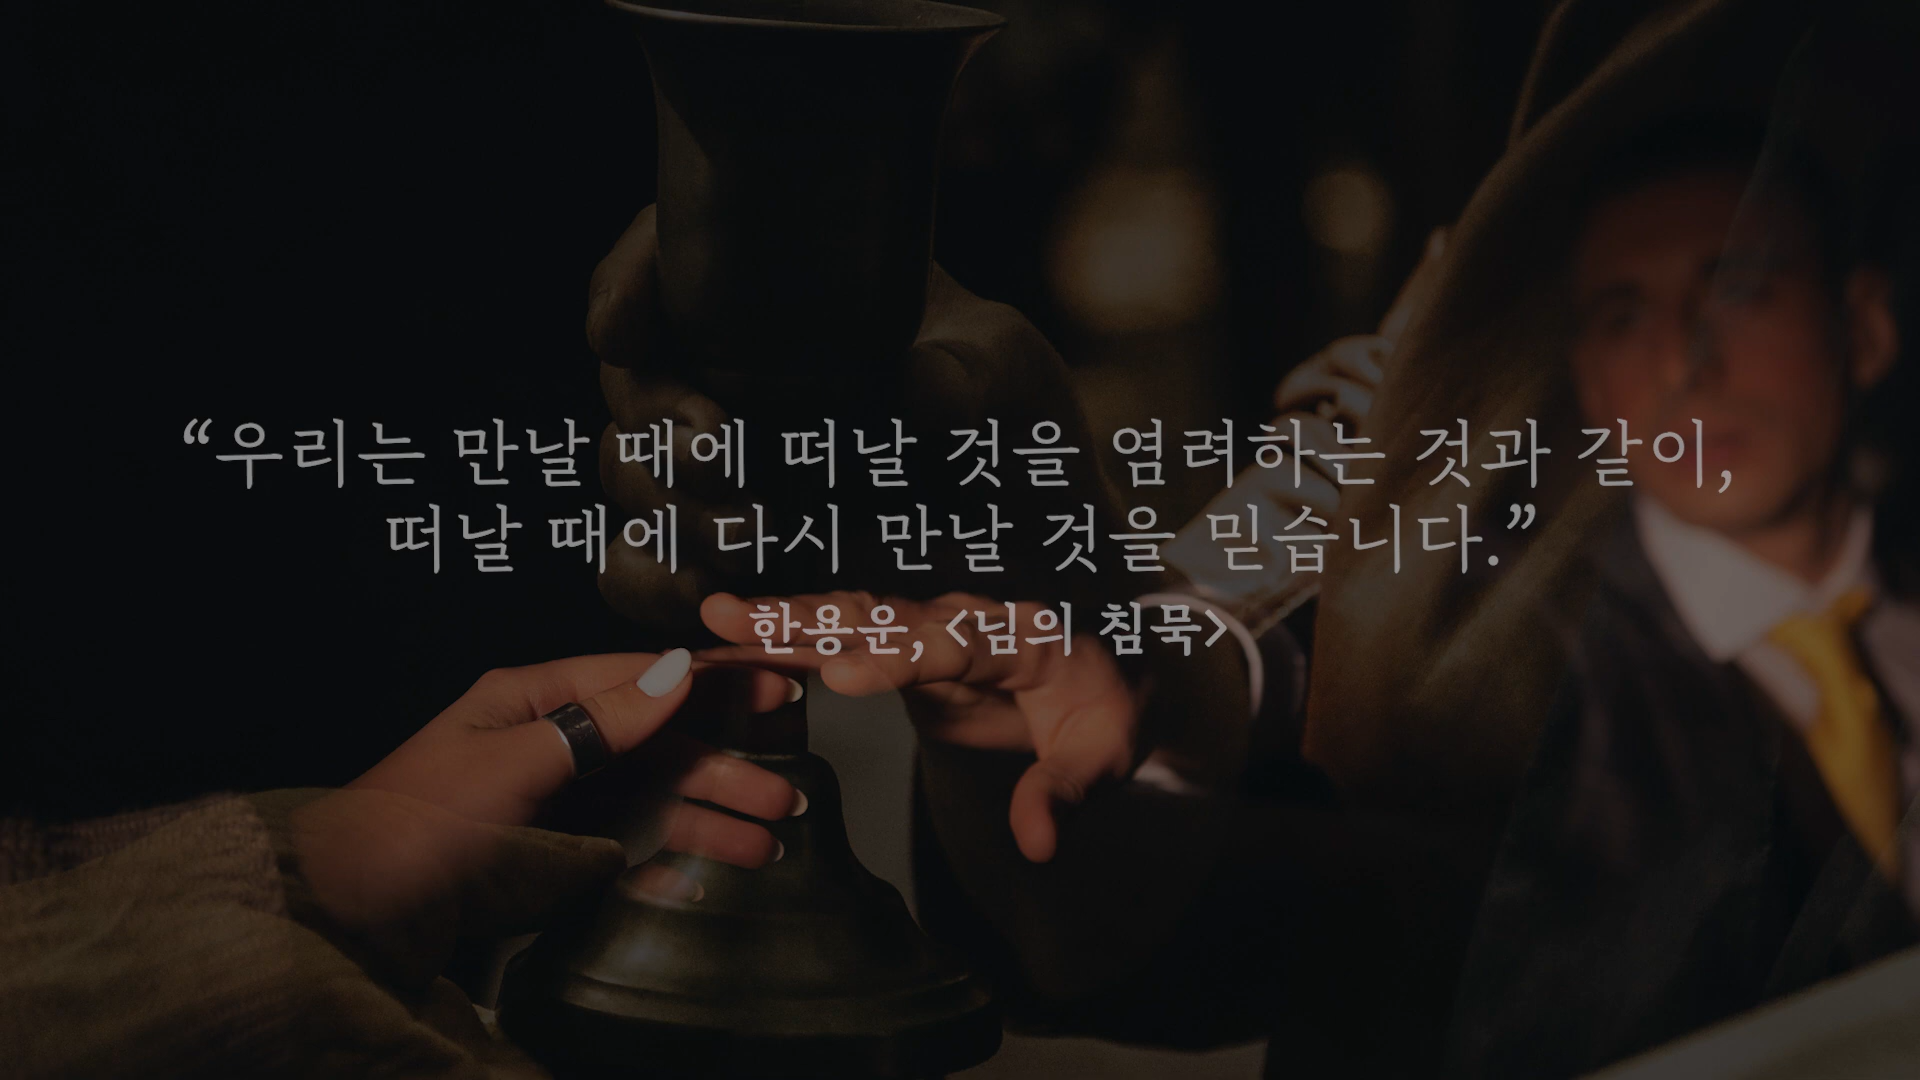 “우리는 만날 때에 떠날 것을 염려하는 것과 같이,
떠날 때에 다시 만날 것을 믿습니다.”
한용운, <님의 침묵>